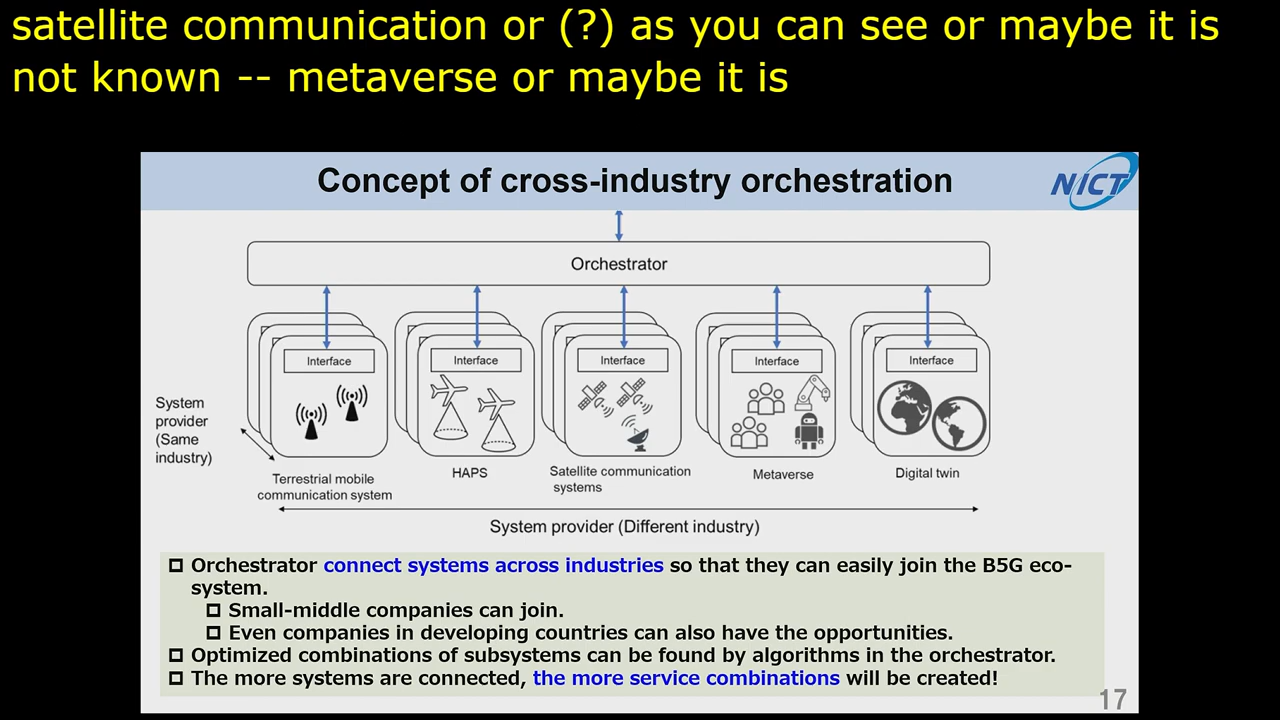 satellite communication or (?) as you can see or maybe it is
not known -- metaverse or maybe it is
Concept of cross-industry orchestration
NICT
Orchestrator
Interface
Interface
Interface
Interface
Interface
System
provider
(Same
industry)
Terrestrial mobile
communication system
HAPS
Satellite communication
systems
Metaverse
Digital twin
System provider (Different industry)
Orchestrator connect systems across industries so that they can easily join the B5G eco-
system.
Small-middle companies can join.
Even companies in developing countries can also have the opportunities.
Optimized combinations of subsystems can be found by algorithms in the orchestrator.
The more systems are connected, the more service combinations will be created!
17